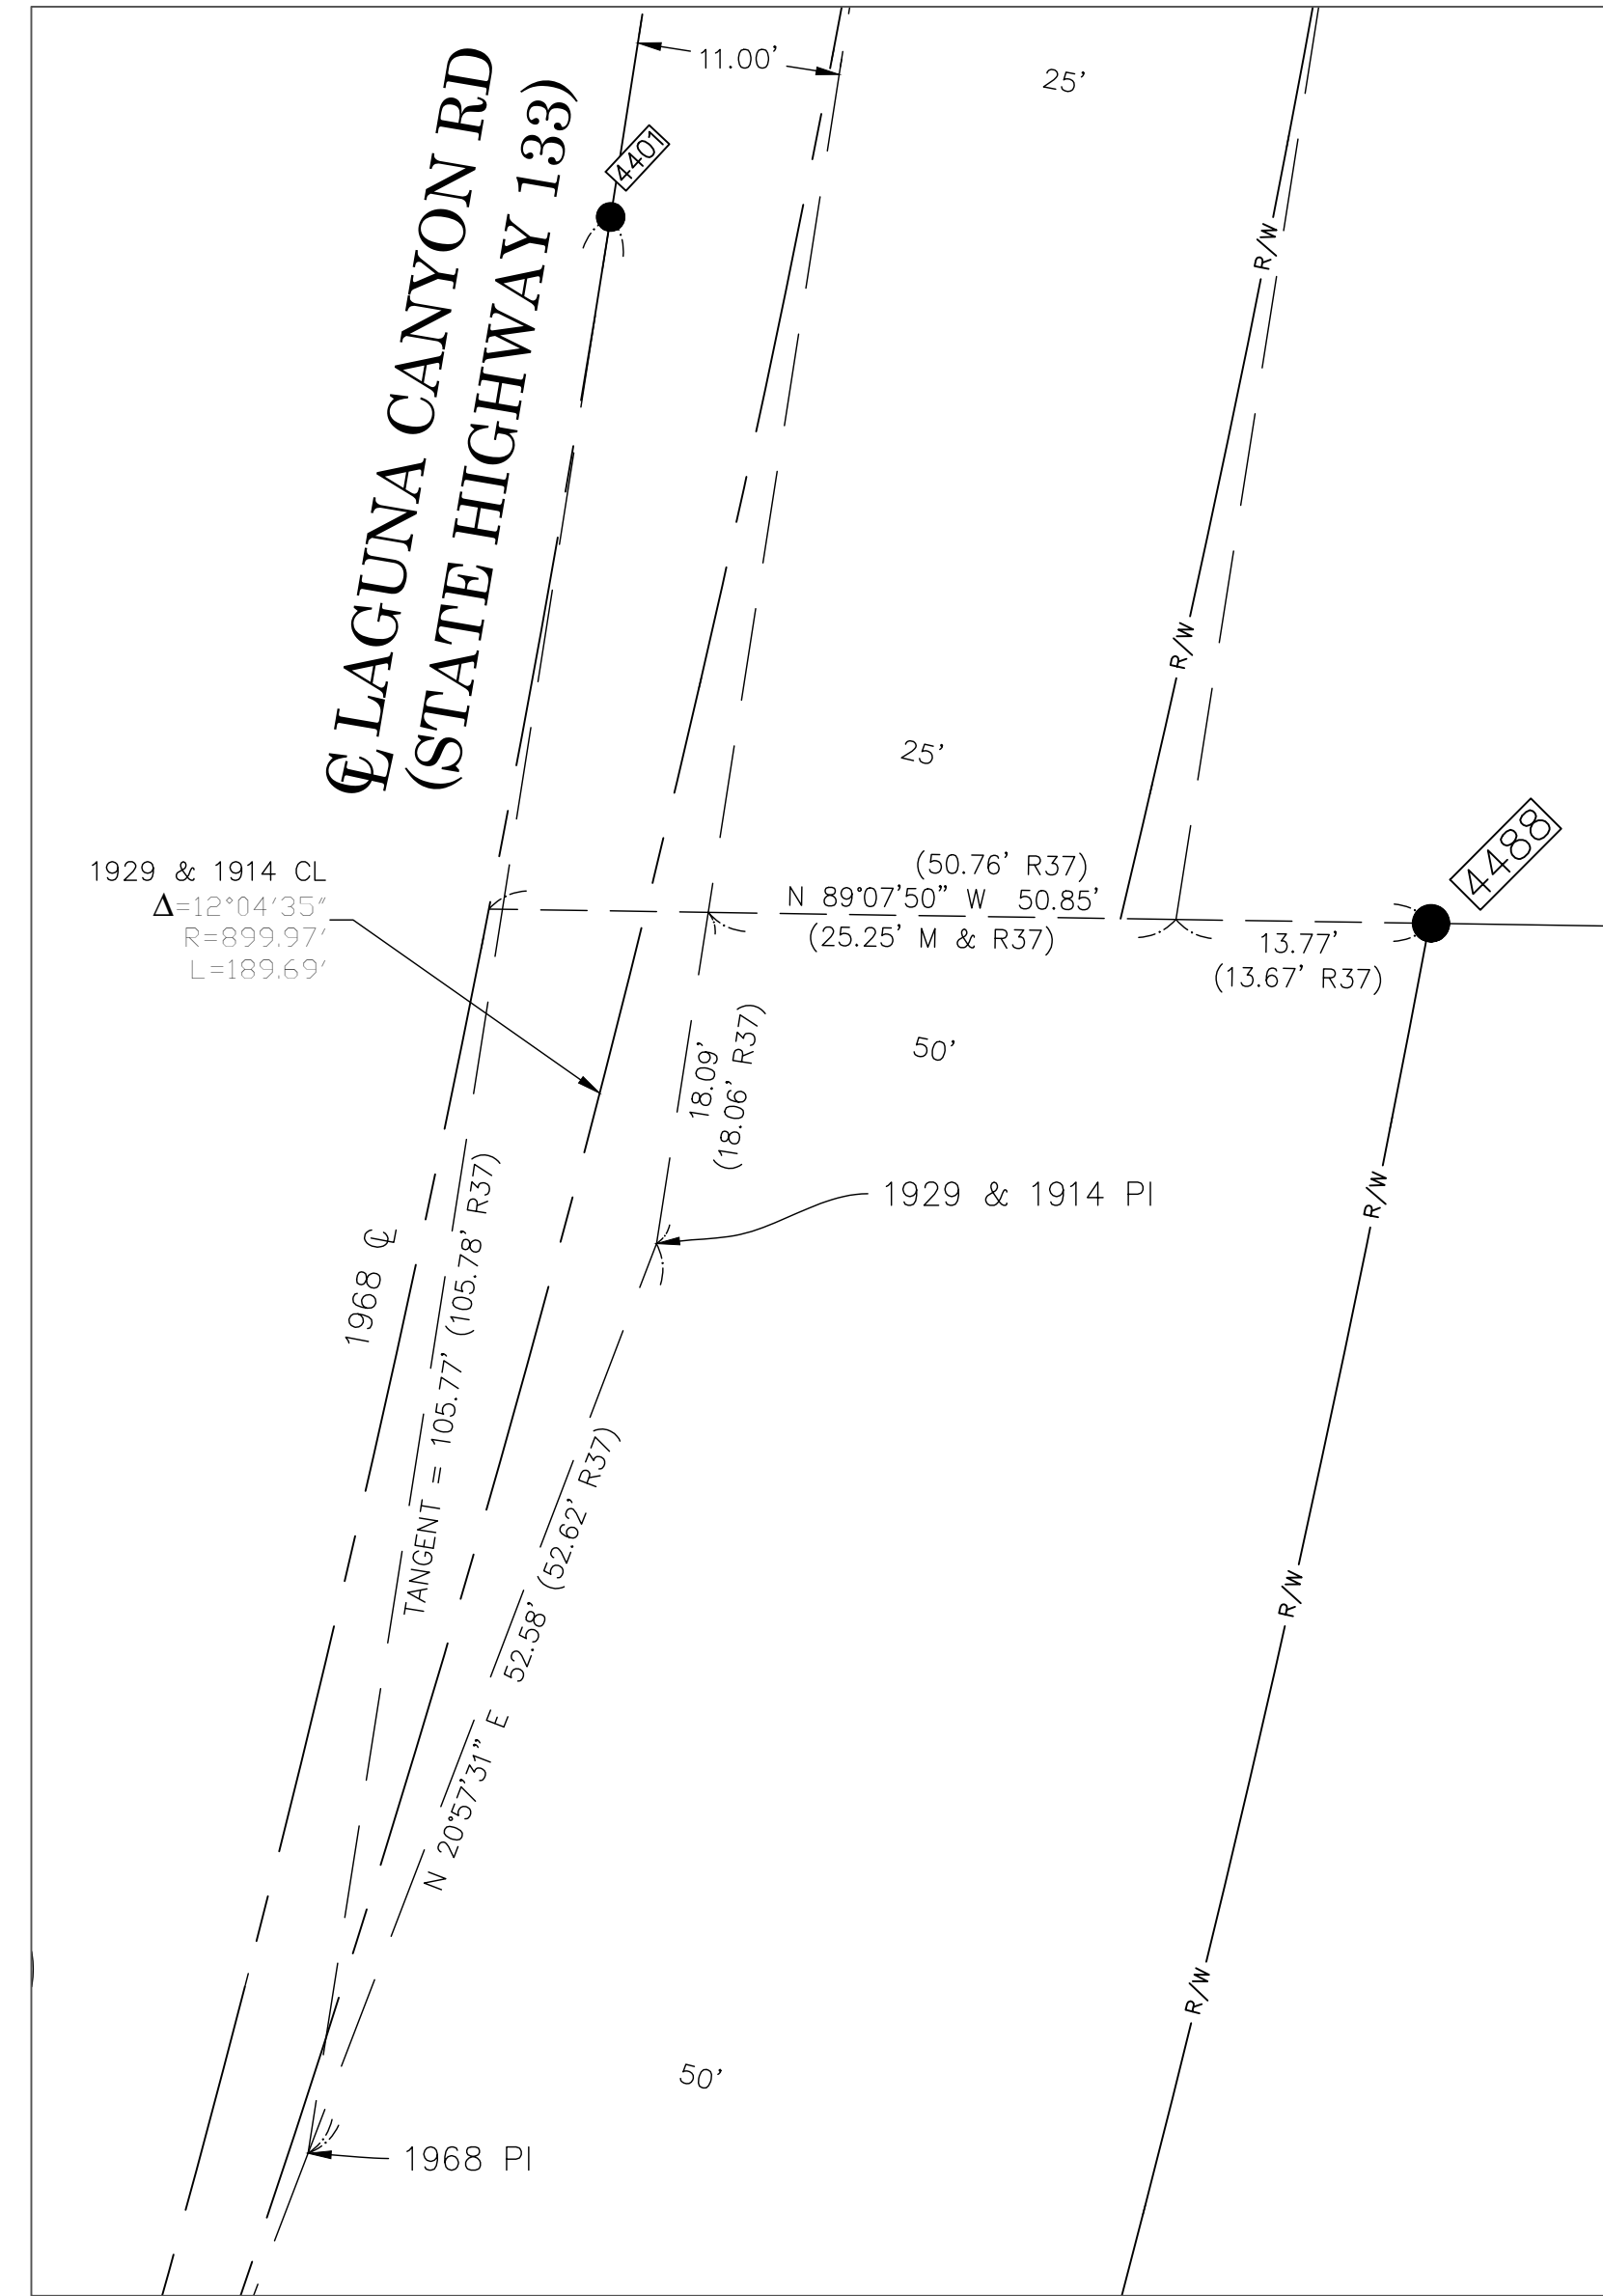 11.00'
25'
4401
℄ LAGUNA CANYON RD
(STATE HIGHWAY 133)
R/W
R/W
25'
4488
1929 & 1914 CL
Δ=12°04'35"
R=899.97'
L=189.69'
(50.76' R37)
N 89°07'50" W 50.85'
(25.25' M & R37)
13.77'
(13.67' R37)
18.09'
(18.06' R37)
50'
1929 & 1914 PI
R/W
1968 ℄
TANGENT = 105.77' (105.78' R37)
N 20°57'31" E 52.58' (52.62' R37)
R/W
R/W
50'
1968 PI